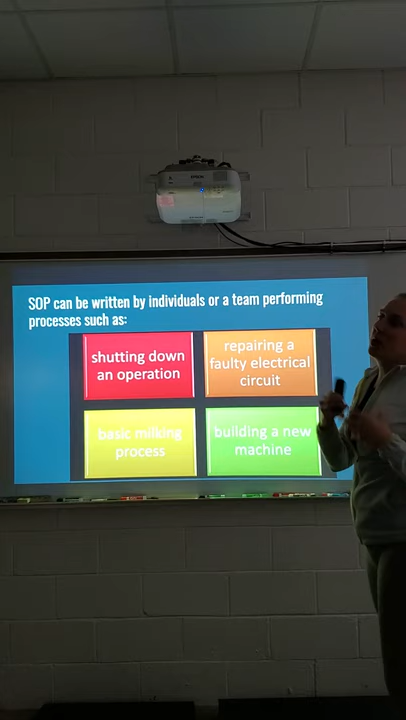 EPSON
SOP can be written by individuals or a team performing
processes such as:
shutting down
an operation
repairing a
faulty electrical
circuit
basic milking
process
building a new
machine